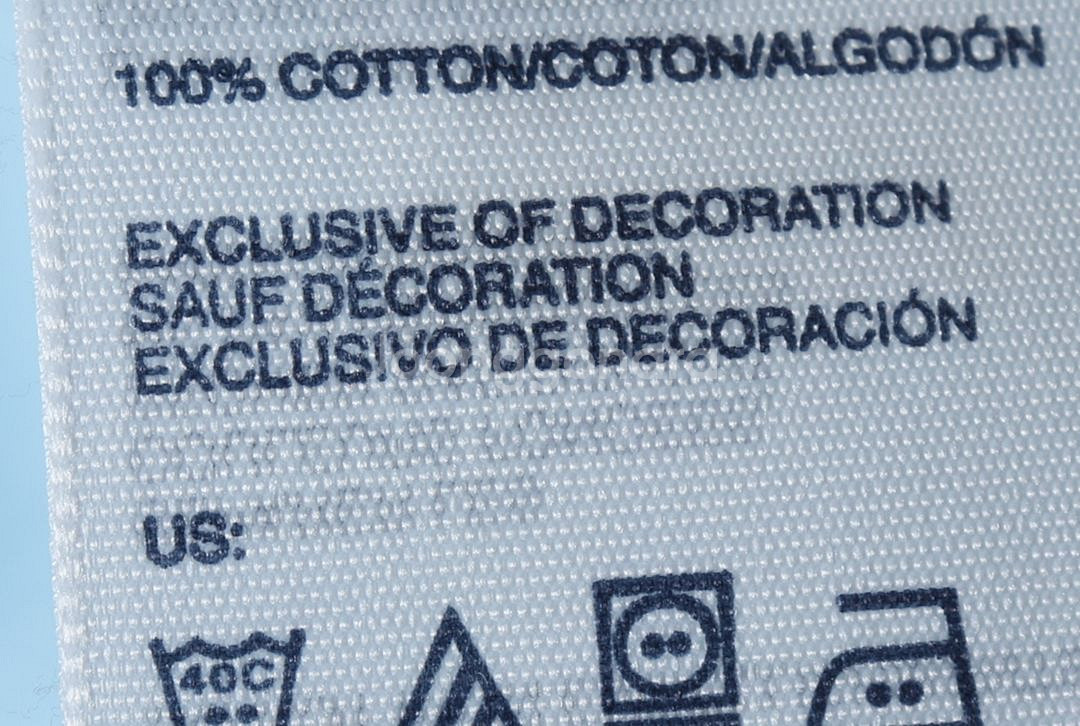 100% COTTON/COTON/ALGODÓN
EXCLUSIVE OF DECORATION
SAUF DÉCORATION
EXCLUSIVO DE DECORACIÓN
US:
40C